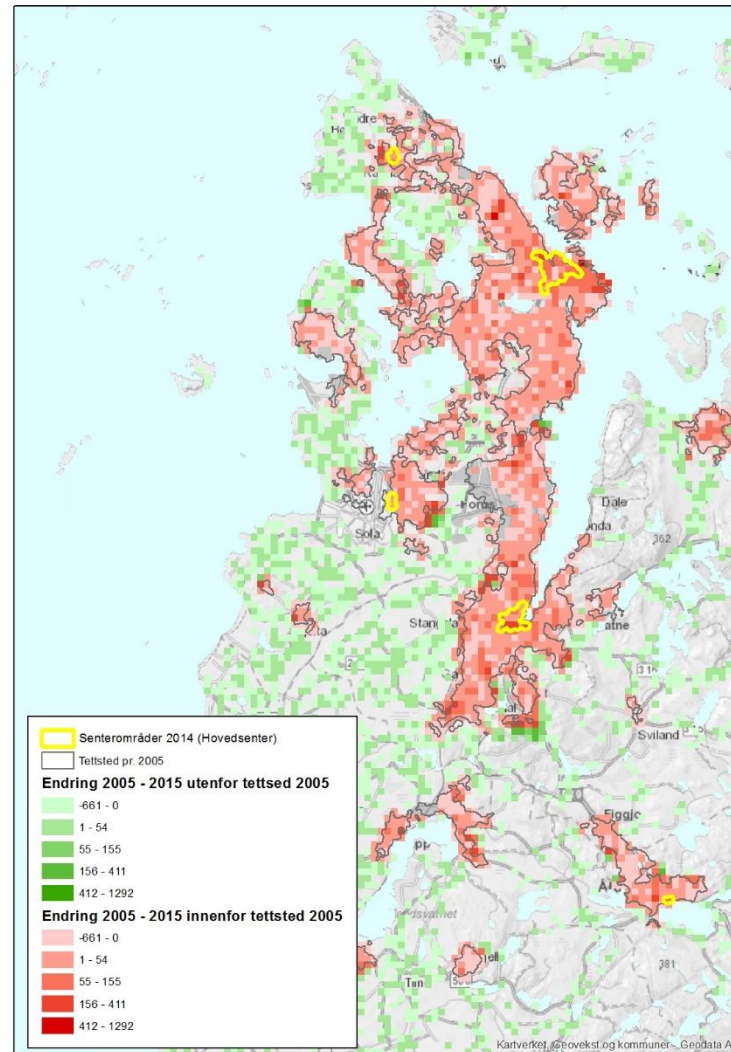 Dale
362
Sola
316
Sviland
381
Tim
Senterområder 2014 (Hovedsenter)
Tettsted pr. 2005
Endring 2005 - 2015 utenfor tettsed 2005
-661 - 0
1 - 54
55 - 155
156 - 411
412 - 1292
Endring 2005 - 2015 innenfor tettsted 2005
-661 - 0
1 - 54
55 - 155
156 - 411
412 - 1292
Kartverket, Geovekst og kommuner - Geodata A